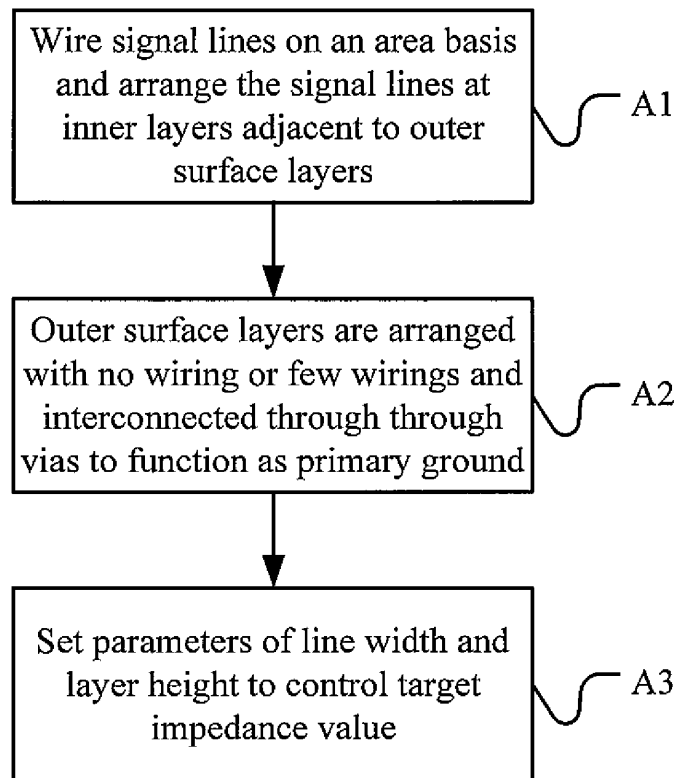 Wire signal lines on an area basis
and arrange the signal lines at
inner layers adjacent to outer
surface layers
A1
Outer surface layers are arranged
with no wiring or few wirings and
interconnected through through
vias to function as primary ground
A2
Set parameters of line width and
layer height to control target
impedance value
A3